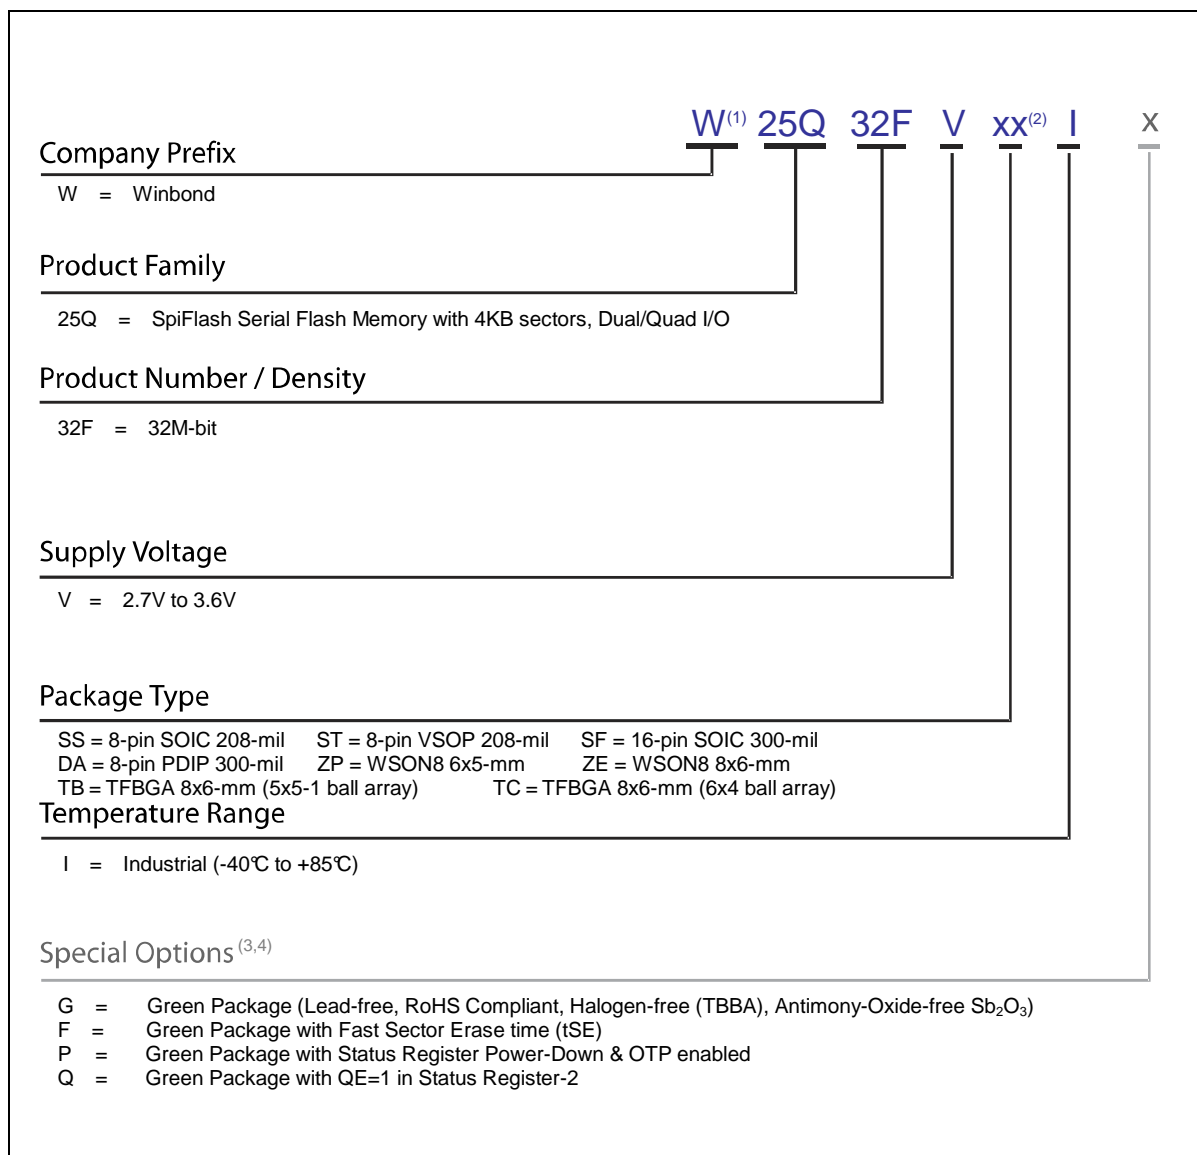 W(1) 25Q 32F V xx(2) I x
Company Prefix
W = Winbond
Product Family
25Q = SpiFlash Serial Flash Memory with 4KB sectors, Dual/Quad I/O
Product Number / Density
32F = 32M-bit
Supply Voltage
V = 2.7V to 3.6V
Package Type
SS = 8-pin SOIC 208-mil ST = 8-pin VSOP 208-mil SF = 16-pin SOIC 300-mil
DA = 8-pin PDIP 300-mil ZP = WSON8 6x5-mm ZE = WSON8 8x6-mm
TB = TFBGA 8x6-mm (5x5-1 ball array) TC = TFBGA 8x6-mm (6x4 ball array)
Temperature Range
I = Industrial (-40℃ to +85℃)
Special Options (3,4)
G = Green Package (Lead-free, RoHS Compliant, Halogen-free (TBBA), Antimony-Oxide-free Sb₂O₃)
F = Green Package with Fast Sector Erase time (tSE)
P = Green Package with Status Register Power-Down & OTP enabled
Q = Green Package with QE=1 in Status Register-2